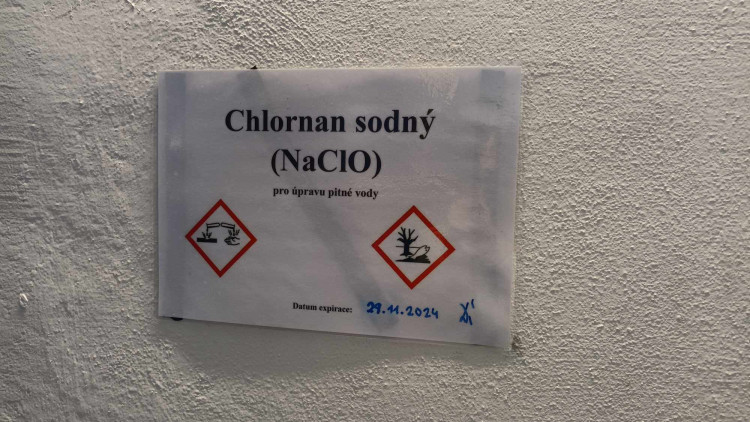 Chlornan sodný
(NaClO)
pro úpravu pitné vody
Datum expirace: 29.11.2024